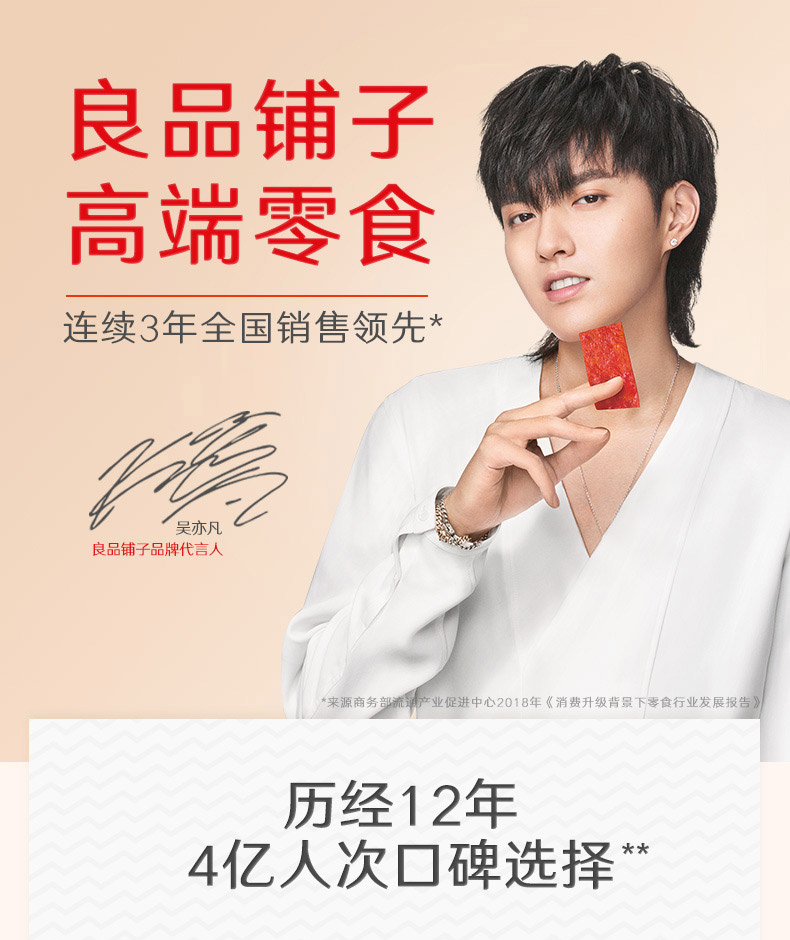 良品铺子
高端零食
连续3年全国销售领先*
吴亦凡
良品铺子品牌代言人
*来源商务部流通产业促进中心2018年《消费升级背景下零食行业发展报告》
历经12年
4亿人次口碑选择**